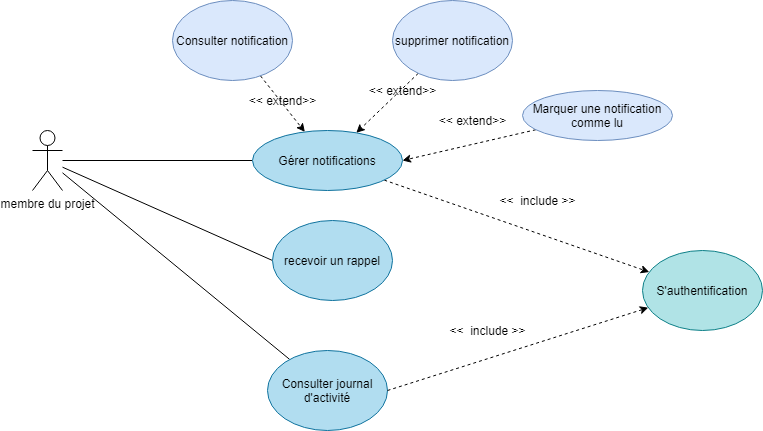 Consulter notification
supprimer notification
<< extend>>
<< extend>>
Marquer une notification
comme lu
<< extend>>
Gérer notifications
membre du projet
<< include >>
recevoir un rappel
S'authentification
<< include >>
Consulter journal
d'activité